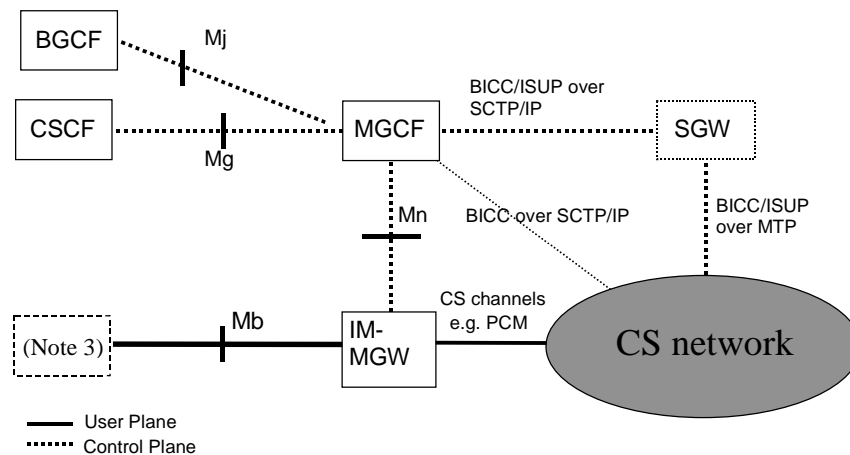 BGCF
Mj
BICC/ISUP over
SCTP/IP
CSCF
Mg
MGCF
SGW
Mn
BICC over SCTP/IP
BICC/ISUP
over MTP
(Note 3)
Mb
IM-
MGW
CS channels
e.g. PCM
CS network
User Plane
Control Plane